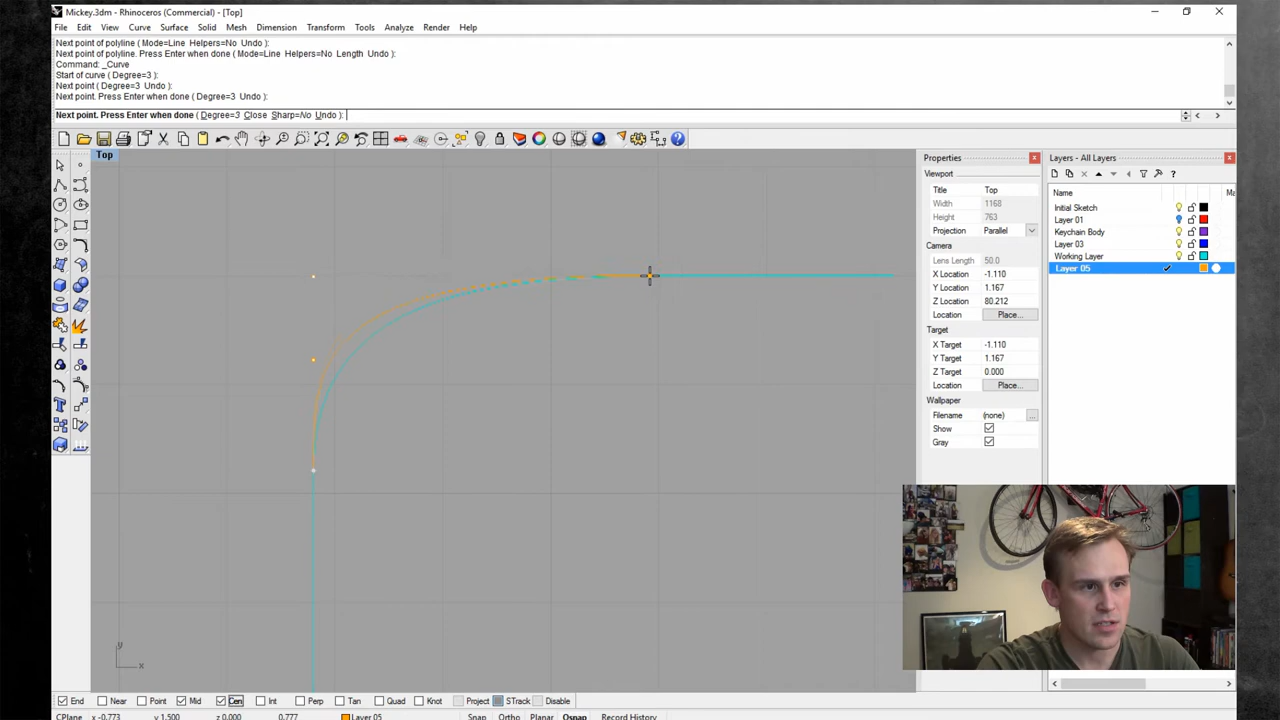 Mickey.3dm - Rhinoceros (Commercial) - [Top]
File Edit View Curve Surface Solid Mesh Dimension Transform Tools Analyze Render Help
Next point of polyline ( Mode=Line Helpers=No Undo ):
Next point of polyline. Press Enter when done ( Mode=Line Helpers=No Length Undo ):
Command: _Curve
Start of curve ( Degree=3 ):
Next point ( Degree=3 Undo ):
Next point. Press Enter when done ( Degree=3 Undo ):
Next point. Press Enter when done ( Degree=3 Close Sharp=No Undo ):
Top
Properties
Viewport
Title Top
Width 1168
Height 763
Projection Parallel
Camera
Lens Length 50.0
X Location -1.110
Y Location 1.167
Z Location 80.212
Location Place...
Target
X Target -1.110
Y Target 1.167
Z Target 0.000
Location Place...
Wallpaper
Filename (none) ...
Show
Gray
Layers - All Layers
Name
Initial Sketch
Layer 01
Keychain Body
Layer 03
Working Layer
Layer 05
y
x
End Near Point Mid Cen Int Perp Tan Quad Knot Project STrack Disable
CPlane x -0.773 y 1.500 z 0.000 0.777 Layer 05 Snap Ortho Planar Osnap Record History